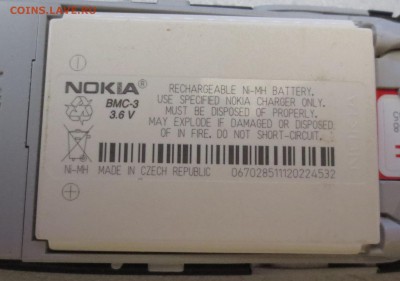 COINS.LAVE.RU
NOKIA®
BMC-3
3.6 V
RECHARGEABLE Ni-MH BATTERY.
USE SPECIFIED NOKIA CHARGER ONLY.
MUST BE DISPOSED OF PROPERLY.
MAY EXPLODE IF DAMAGED OR DISPOSED
OF IN FIRE. DO NOT SHORT-CIRCUIT.
Ni-MH
MADE IN CZECH REPUBLIC
0670285111120224532